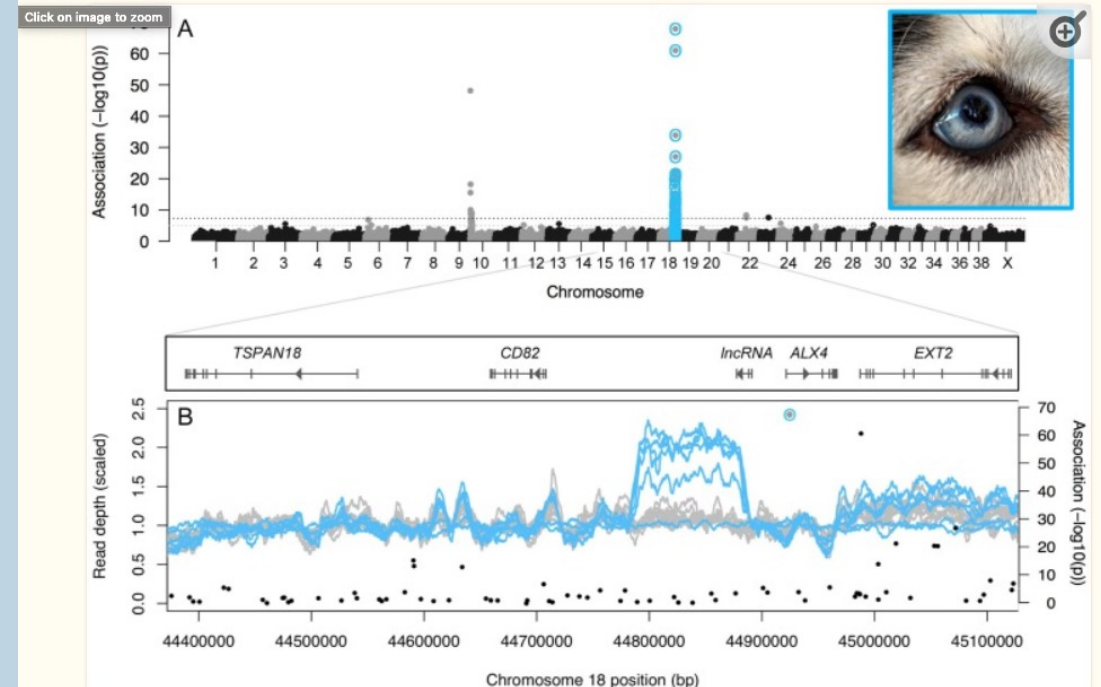 Click on image to zoom
A
60
50
40
30
20
10
0
Association (−log10(p))
1 2 3 4 5 6 7 8 9 10 11 12 13 14 15 16 17 18 19 20 22 24 26 28 30 32 34 36 38 X
Chromosome
TSPAN18 CD82 lncRNA ALX4 EXT2
B
2.5
2.0
1.5
1.0
0.5
0.0
Read depth (scaled)
70
60
50
40
30
20
10
0
Association (−log10(p))
44400000 44500000 44600000 44700000 44800000 44900000 45000000 45100000
Chromosome 18 position (bp)